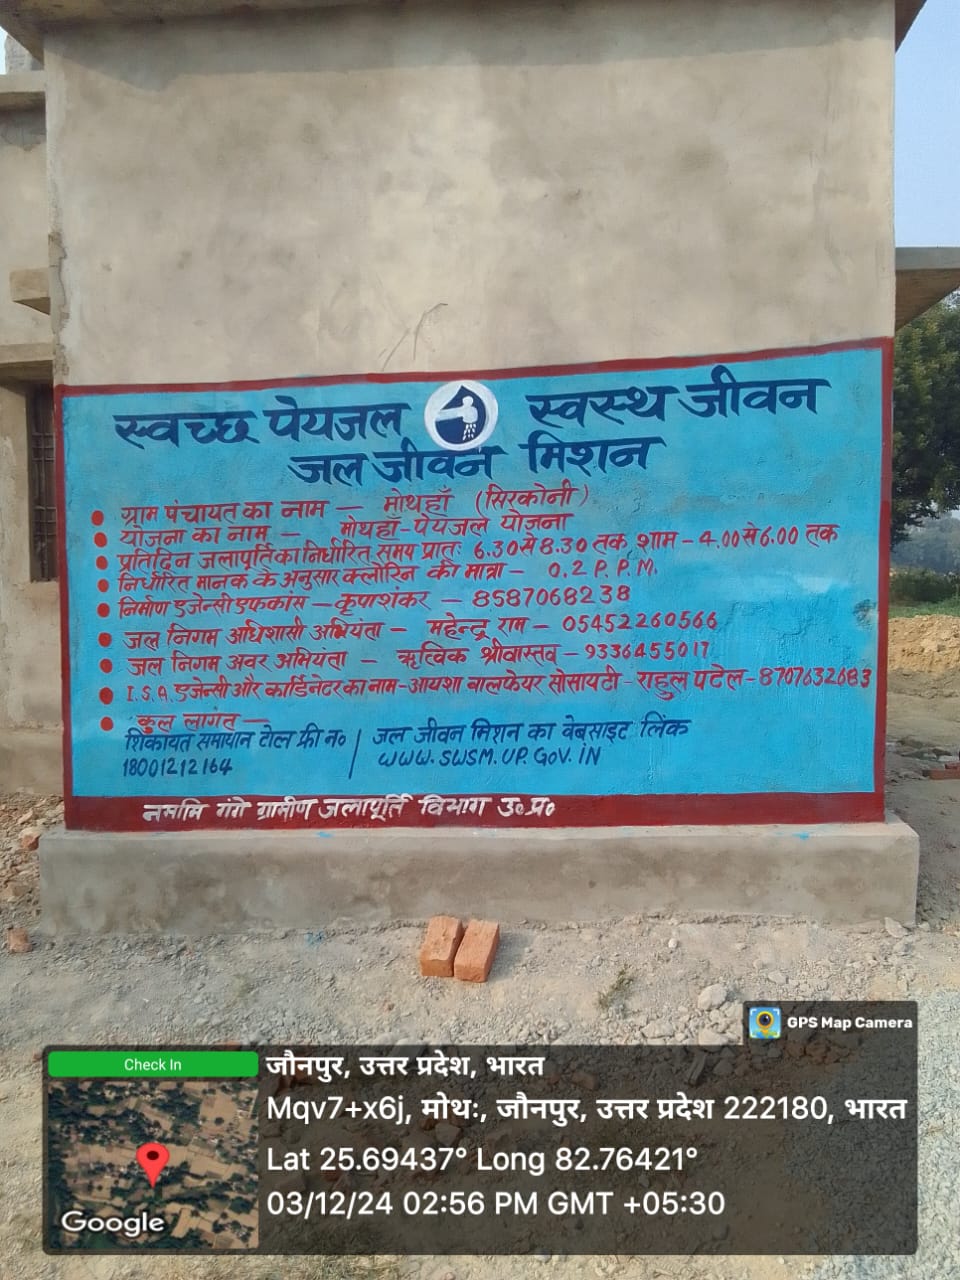 स्वच्छ पेयजल स्वस्थ जीवन
जल जीवन मिशन
ग्राम पंचायत का नाम — मोथहाँ (सिरकोनी)
योजना का नाम — मोथहाँ-पेयजल योजना
प्रतिदिन जलापूर्ति का निर्धारित समय प्रातः 6.30 से 8.30 तक शाम - 4.00 से 6.00 तक
निर्धारित मानक के अनुसार क्लोरिन की मात्रा - 0.2 P.P.M.
निर्माण एजेन्सी एफकांस — कृपाशंकर — 8587068238
जल निगम अधिशासी अभियंता — महेन्द्र राम — 05452260566
जल निगम अवर अभियंता — ऋत्विक श्रीवास्तव - 9336455017
I.S.A. एजेन्सी और कार्डिनेटर का नाम - आयशा वालफेयर सोसायटी - राहुल पटेल - 8707632683
कुल लागत —
शिकायत समाधान टोल फ्री न० / जल जीवन मिशन का वेबसाइट लिंक
18001212164 WWW.SWSM.UP.GOV.IN
नमामि गंगे ग्रामीण जलापूर्ति विभाग उ०प्र०
GPS Map Camera
Check In
जौनपुर, उत्तर प्रदेश, भारत
Mqv7+x6j, मोथः, जौनपुर, उत्तर प्रदेश 222180, भारत
Lat 25.69437° Long 82.76421°
03/12/24 02:56 PM GMT +05:30
Google